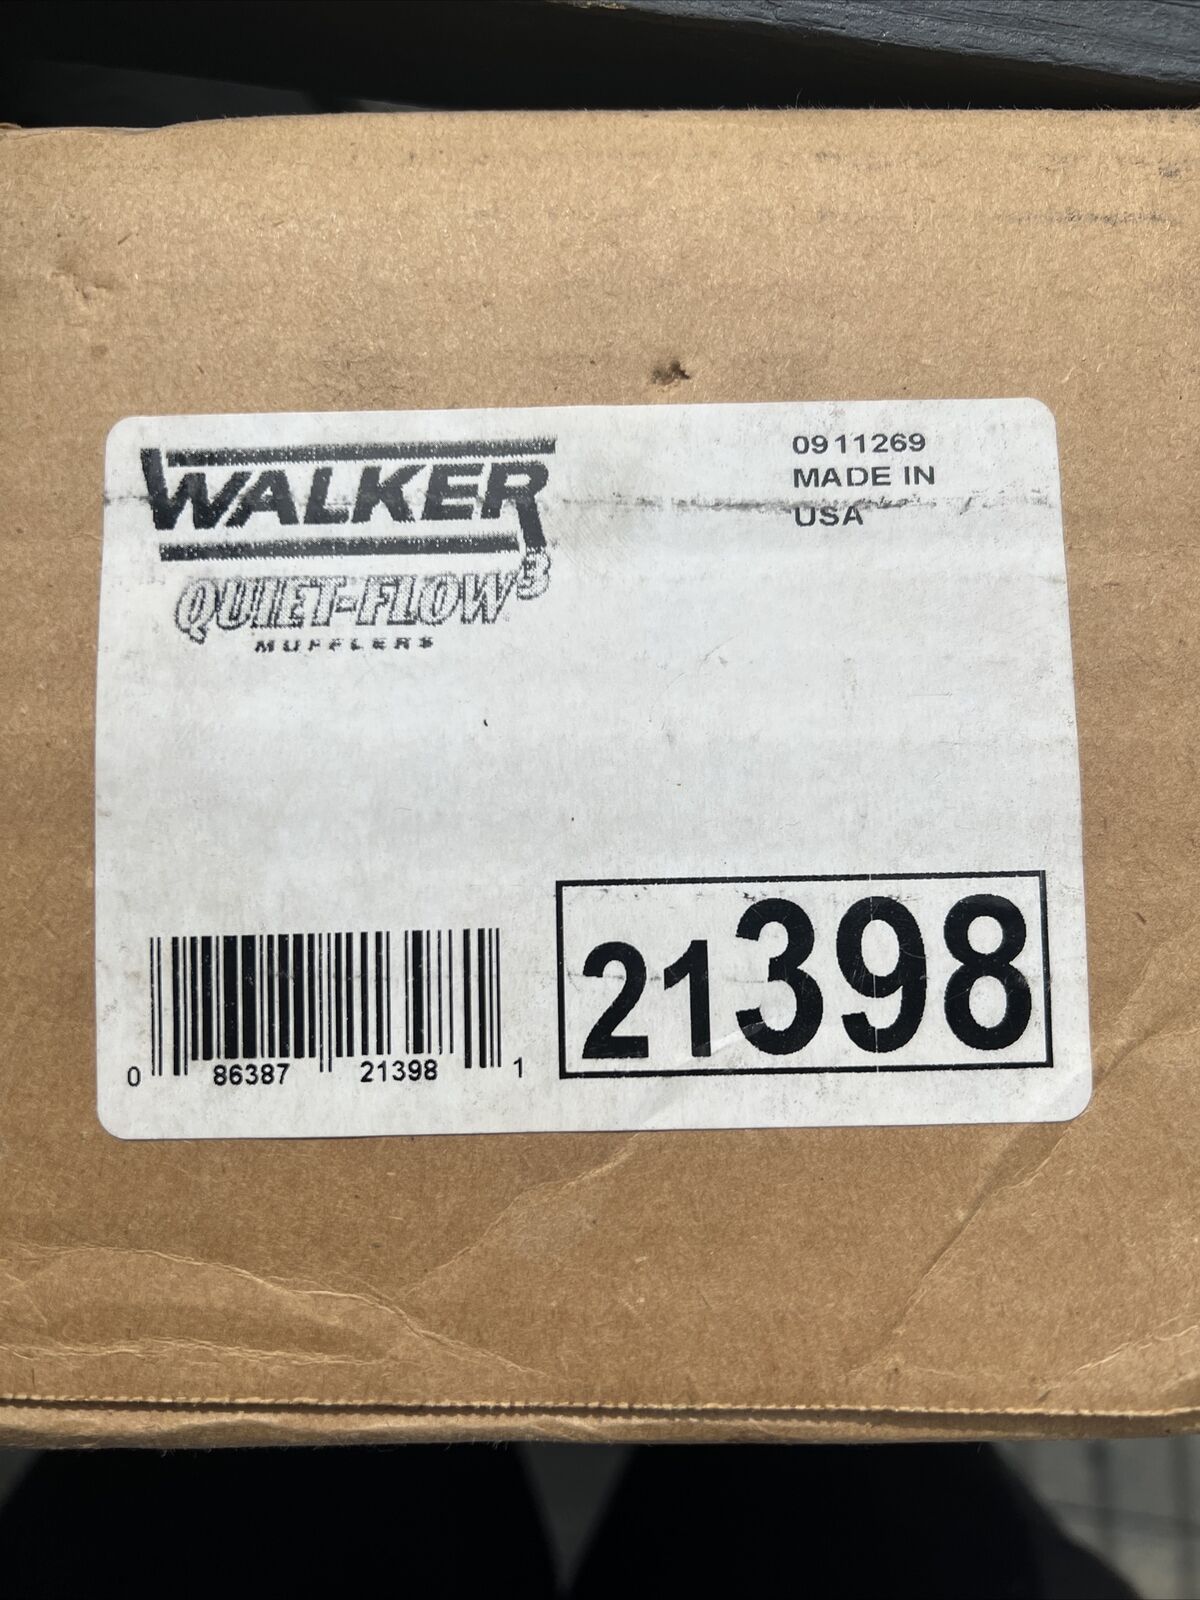 WALKER
QUIET-FLOW3
MUFFLERS
0911269
MADE IN
USA
21398
0 86387 21398 1